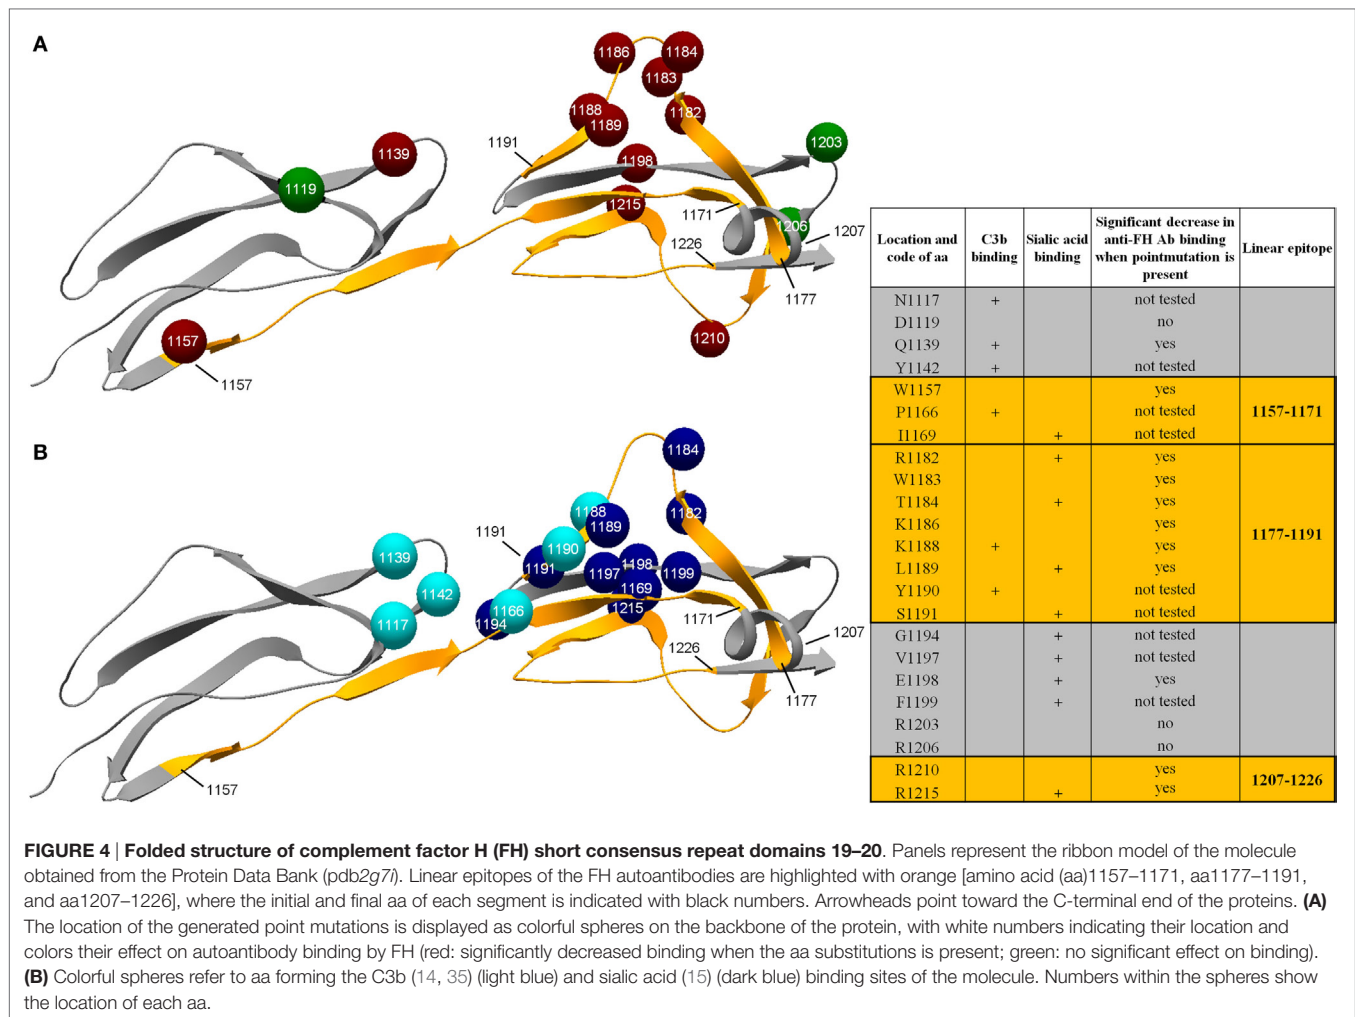 A
1186
1184
1183
1188
1182
1189
1203
1139
1191
1198
1119
1215
1171
1206
1207
1226
1177
1157
1210
1157
B
1184
1188
1182
1189
1191
1190
1139
1191
1197
1198
1199
1142
1169
1166
1117
1194
1215
1171
1207
1226
1177
1157
Location and code of aa | C3b binding | Sialic acid binding | Significant decrease in anti-FH Ab binding when pointmutation is present | Linear epitope
N1117 + not tested
D1119 no
Q1139 + yes
Y1142 + not tested
W1157 yes
P1166 + not tested 1157-1171
I1169 + not tested
R1182 + yes
W1183 yes
T1184 + yes
K1186 yes 1177-1191
K1188 + yes
L1189 + yes
Y1190 + not tested
S1191 + not tested
G1194 + not tested
V1197 + not tested
E1198 + yes
F1199 + not tested
R1203 no
R1206 no
R1210 yes 1207-1226
R1215 + yes
FIGURE 4 | Folded structure of complement factor H (FH) short consensus repeat domains 19–20. Panels represent the ribbon model of the molecule
obtained from the Protein Data Bank (pdb2g7i). Linear epitopes of the FH autoantibodies are highlighted with orange [amino acid (aa)1157–1171, aa1177–1191,
and aa1207–1226], where the initial and final aa of each segment is indicated with black numbers. Arrowheads point toward the C-terminal end of the proteins. (A)
The location of the generated point mutations is displayed as colorful spheres on the backbone of the protein, with white numbers indicating their location and
colors their effect on autoantibody binding by FH (red: significantly decreased binding when the aa substitutions is present; green: no significant effect on binding).
(B) Colorful spheres refer to aa forming the C3b (14, 35) (light blue) and sialic acid (15) (dark blue) binding sites of the molecule. Numbers within the spheres show
the location of each aa.